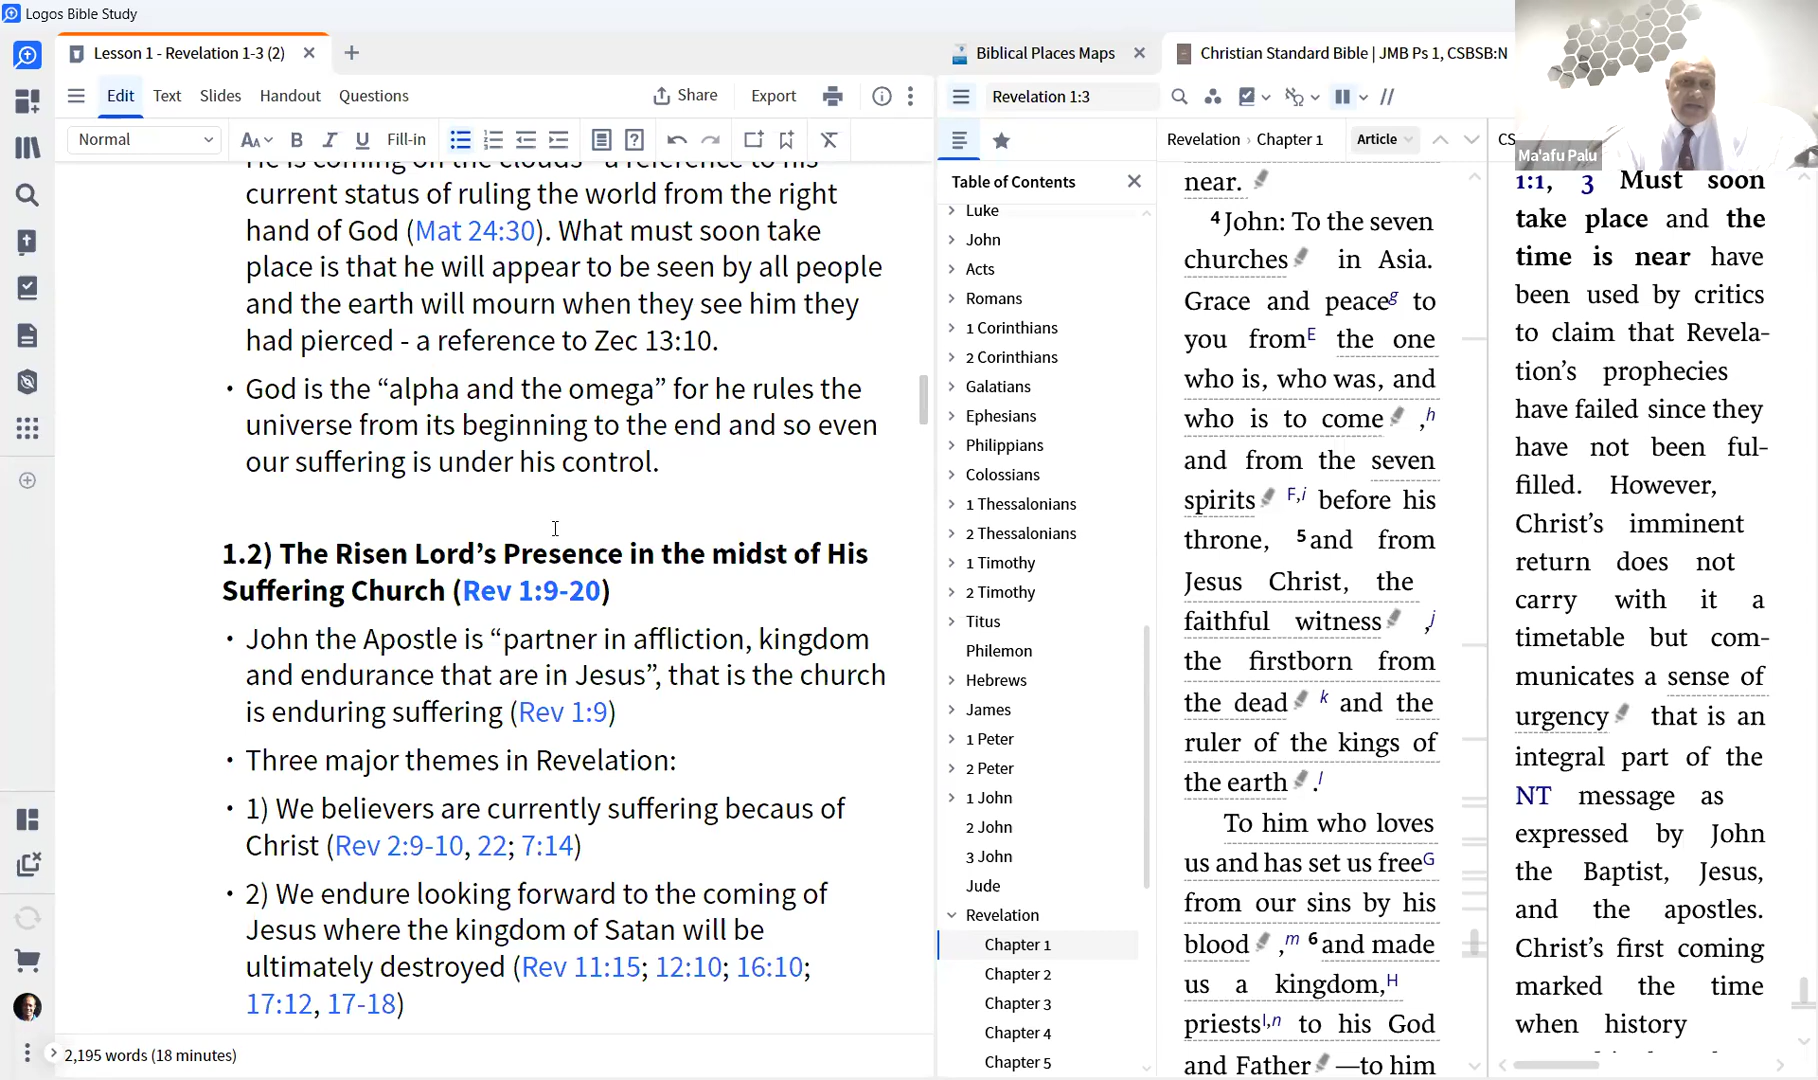 Logos Bible Study
Lesson 1 - Revelation 1-3 (2)
Edit Text Slides Handout Questions
Share Export
Normal
Fill-in
He is coming on the clouds - a reference to his
current status of ruling the world from the right
hand of God (Mat 24:30). What must soon take
place is that he will appear to be seen by all people
and the earth will mourn when they see him they
had pierced - a reference to Zec 13:10.
• God is the “alpha and the omega” for he rules the
universe from its beginning to the end and so even
our suffering is under his control.
1.2) The Risen Lord’s Presence in the midst of His
Suffering Church (Rev 1:9-20)
• John the Apostle is “partner in affliction, kingdom
and endurance that are in Jesus”, that is the church
is enduring suffering (Rev 1:9)
• Three major themes in Revelation:
• 1) We believers are currently suffering becaus of
Christ (Rev 2:9-10, 22; 7:14)
• 2) We endure looking forward to the coming of
Jesus where the kingdom of Satan will be
ultimately destroyed (Rev 11:15; 12:10; 16:10;
17:12, 17-18)
2,195 words (18 minutes)
Biblical Places Maps
Christian Standard Bible | JMB Ps 1, CSBSB:N
Revelation 1:3
Revelation › Chapter 1
Article
CS
Table of Contents
Luke
John
Acts
Romans
1 Corinthians
2 Corinthians
Galatians
Ephesians
Philippians
Colossians
1 Thessalonians
2 Thessalonians
1 Timothy
2 Timothy
Titus
Philemon
Hebrews
James
1 Peter
2 Peter
1 John
2 John
3 John
Jude
Revelation
Chapter 1
Chapter 2
Chapter 3
Chapter 4
Chapter 5
near.
4 John: To the seven
churches in Asia.
Grace and peace g to
you from E the one
who is, who was, and
who is to come , h
and from the seven
spirits F, i before his
throne, 5 and from
Jesus Christ, the
faithful witness , j
the firstborn from
the dead k and the
ruler of the kings of
the earth . l
To him who loves
us and has set us free G
from our sins by his
blood , m 6 and made
us a kingdom, H
priests I, n to his God
and Father —to him
Ma'afu Palu
1:1, 3 Must soon
take place and the
time is near have
been used by critics
to claim that Revela-
tion’s prophecies
have failed since they
have not been ful-
filled. However,
Christ’s imminent
return does not
carry with it a
timetable but com-
municates a sense of
urgency that is an
integral part of the
NT message as
expressed by John
the Baptist, Jesus,
and the apostles.
Christ’s first coming
marked the time
when history